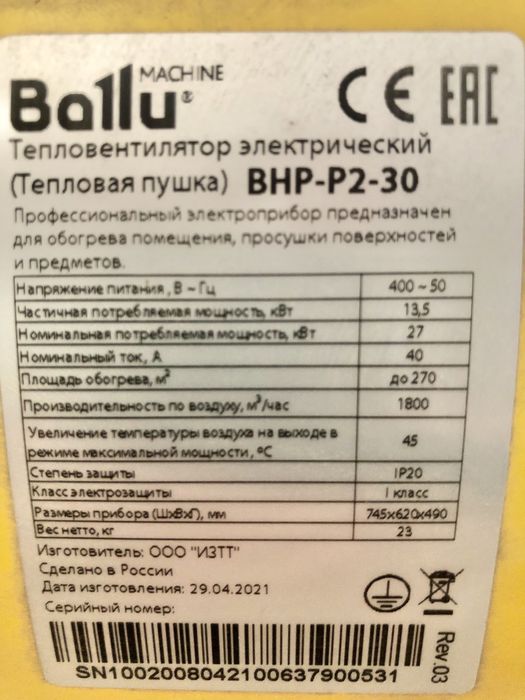 MACHINE
Ballu®
CE EAC
Тепловентилятор электрический
(Тепловая пушка) BHP-P2-30
Профессиональный электроприбор предназначен
для обогрева помещения, просушки поверхностей
и предметов.
Напряжение питания, В ~ Гц 400 ~ 50
Частичная потребляемая мощность, кВт 13,5
Номинальная потребляемая мощность, кВт 27
Номинальный ток, А 40
Площадь обогрева, м² до 270
Производительность по воздуху, м³/час 1800
Увеличение температуры воздуха на выходе в
режиме максимальной мощности, °С 45
Степень защиты IP20
Класс электрозащиты I класс
Размеры прибора (ШхВхГ), мм 745х620х490
Вес нетто, кг 23
Изготовитель: ООО "ИЗТТ"
Сделано в России
Дата изготовления: 29.04.2021
Серийный номер:
SN1002008042100637900531
Rev.03